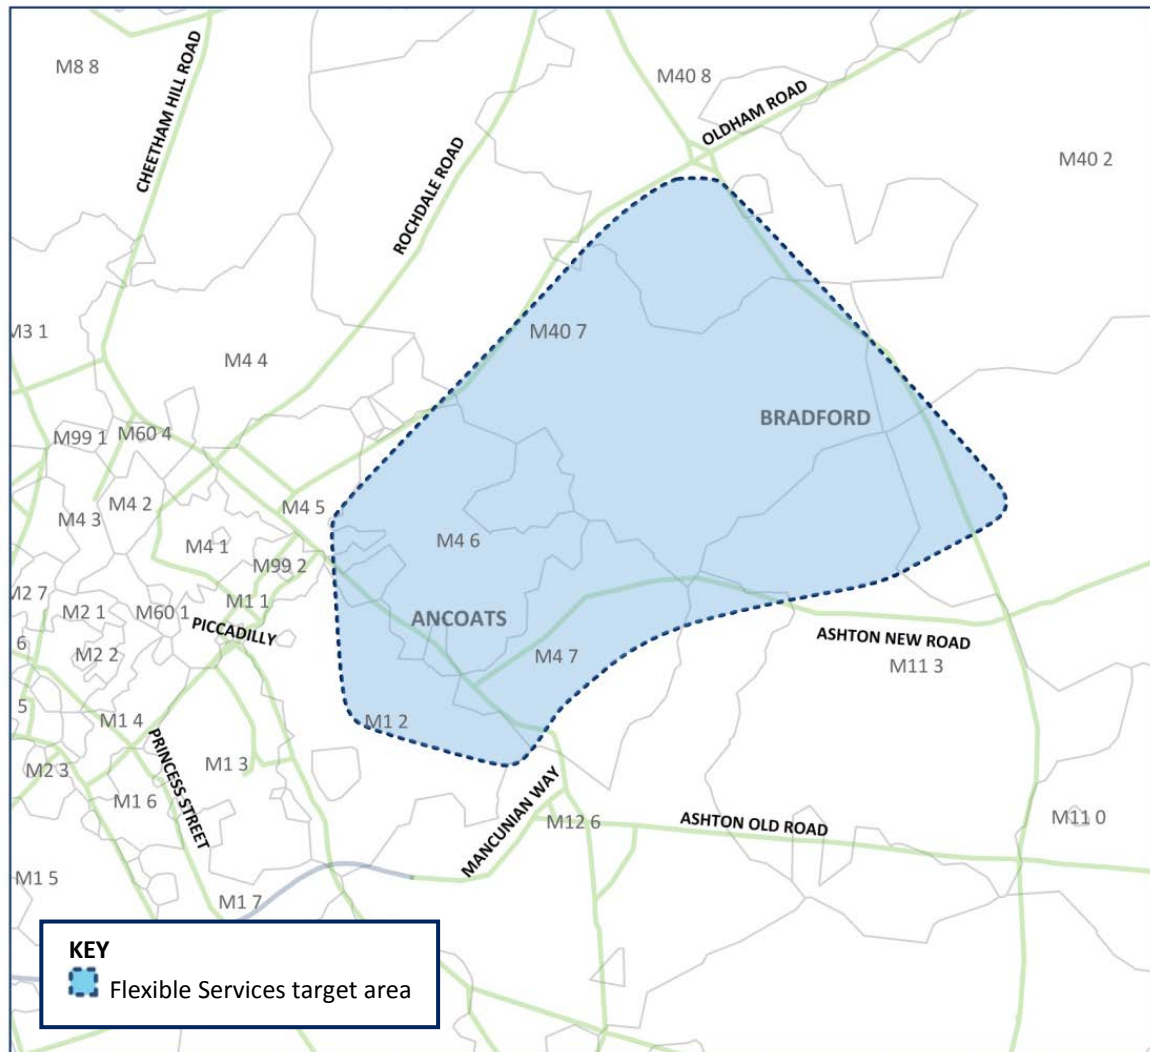 M8 8
CHEETHAM HILL ROAD
M40 8
OLDHAM ROAD
M40 2
ROCHDALE ROAD
M3 1
M4 4
M40 7
BRADFORD
M99 1
M60 4
M4 2
M4 5
M4 3
M4 1
M4 6
M99 2
M2 7
M2 1
M60 1
M1 1
ANCOATS
PICCADILLY
6
M2 2
M4 7
ASHTON NEW ROAD
M11 3
5
M1 4
M1 2
PRINCESS STREET
M2 3
M1 3
M1 6
MANCUNIAN WAY
M12 6
ASHTON OLD ROAD
M11 0
M1 5
M1 7
KEY
Flexible Services target area